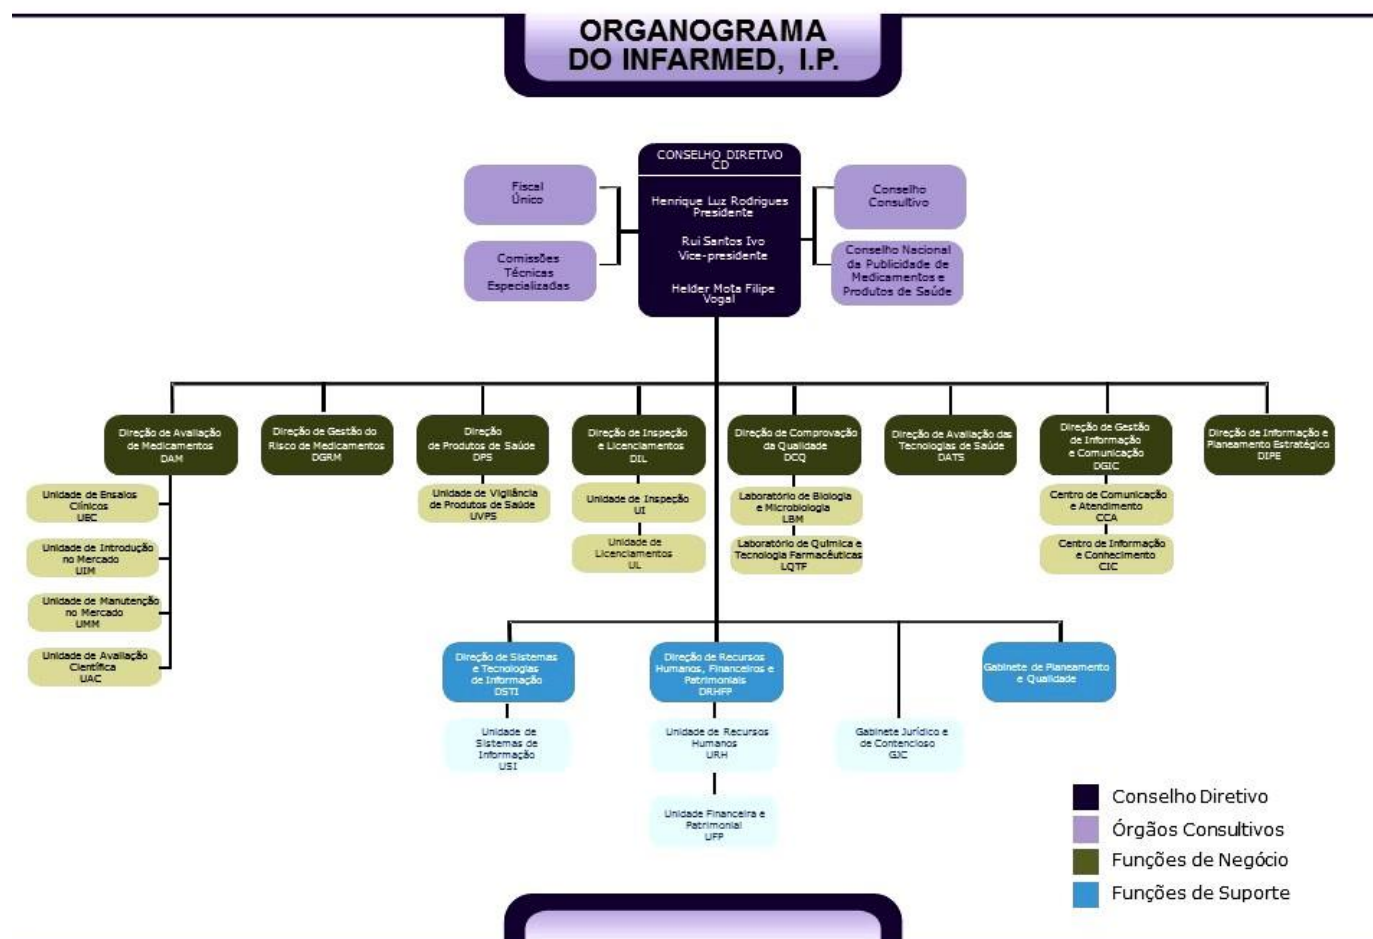 ORGANOGRAMA
DO INFARMED, I.P.
CONSELHO DIRETIVO
CD
Henrique Luz Rodrigues
Presidente
Rui Santos Ivo
Vice-presidente
Helder Mota Filipe
Vogal
Fiscal
Único
Comissões
Técnicas
Especializadas
Conselho
Consultivo
Conselho Nacional
da Publicidade de
Medicamentos e
Produtos de Saúde
Direção de Avaliação
de Medicamentos
DAM
Direção de Gestão do
Risco de Medicamentos
DGRM
Direção
de Produtos de Saúde
DPS
Direção de Inspeção
e Licenciamentos
DIL
Direção de Comprovação
da Qualidade
DCQ
Direção de Avaliação das
Tecnologias de Saúde
DATS
Direção de Gestão
de Informação
e Comunicação
DGIC
Direção de Informação e
Planeamento Estratégico
DIPE
Unidade de Ensaios
Clínicos
UEC
Unidade de Introdução
no Mercado
UIM
Unidade de Manutenção
no Mercado
UMM
Unidade de Avaliação
Científica
UAC
Unidade de Vigilância
de Produtos de Saúde
UVPS
Unidade de Inspeção
UI
Unidade de
Licenciamentos
UL
Laboratório de Biologia
e Microbiologia
LBM
Laboratório de Química e
Tecnologia Farmacêuticas
LQTF
Centro de Comunicação
e Atendimento
CCA
Centro de Informação
e Conhecimento
CIC
Direção de Sistemas
e Tecnologias
de Informação
DSTI
Direção de Recursos
Humanos, Financeiros e
Patrimoniais
DRHFP
Gabinete de Planeamento
e Qualidade
Unidade de
Sistemas de
Informação
USI
Unidade de Recursos
Humanos
URH
Gabinete Jurídico e
de Contencioso
GJC
Unidade Financeira e
Patrimonial
UFP
Conselho Diretivo
Órgãos Consultivos
Funções de Negócio
Funções de Suporte